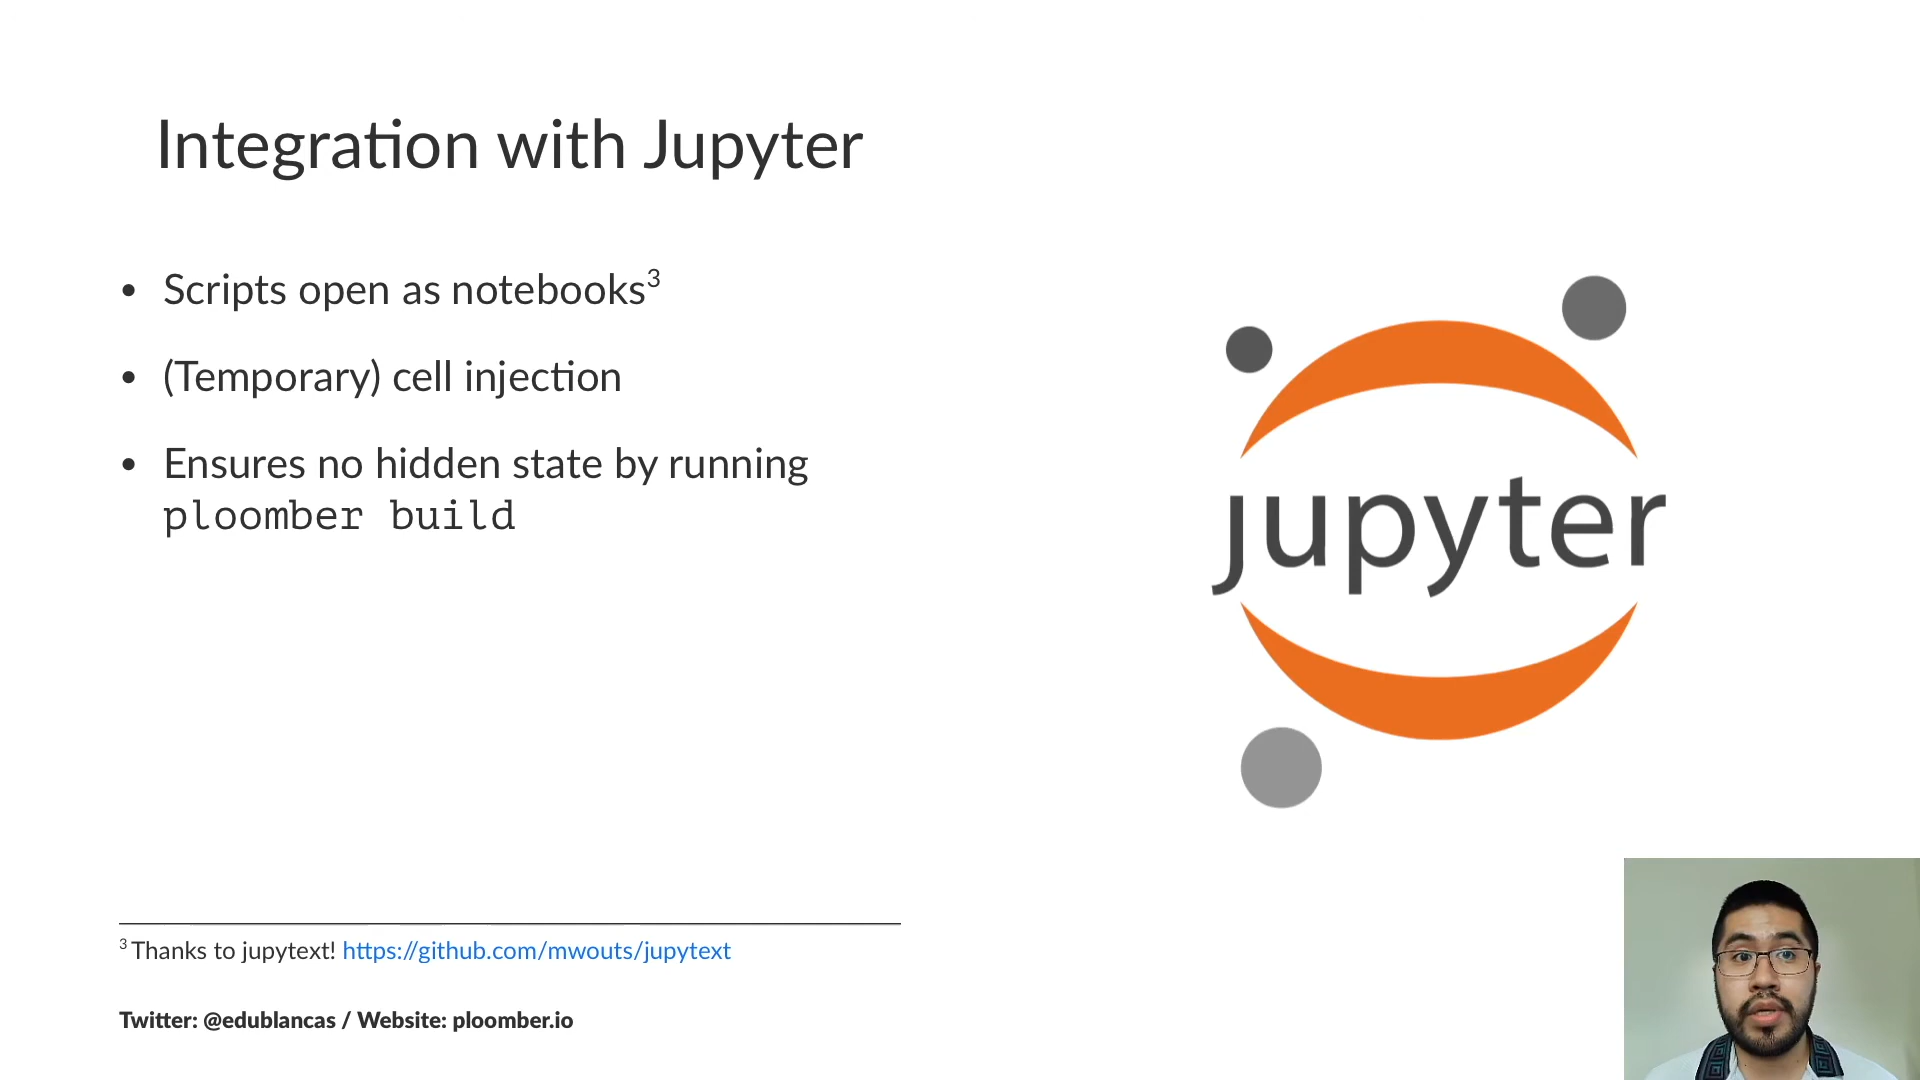 Integration with Jupyter
• Scripts open as notebooks³
• (Temporary) cell injection
• Ensures no hidden state by running
ploomber build
jupyter
³ Thanks to jupytext! https://github.com/mwouts/jupytext
Twitter: @edublancas / Website: ploomber.io